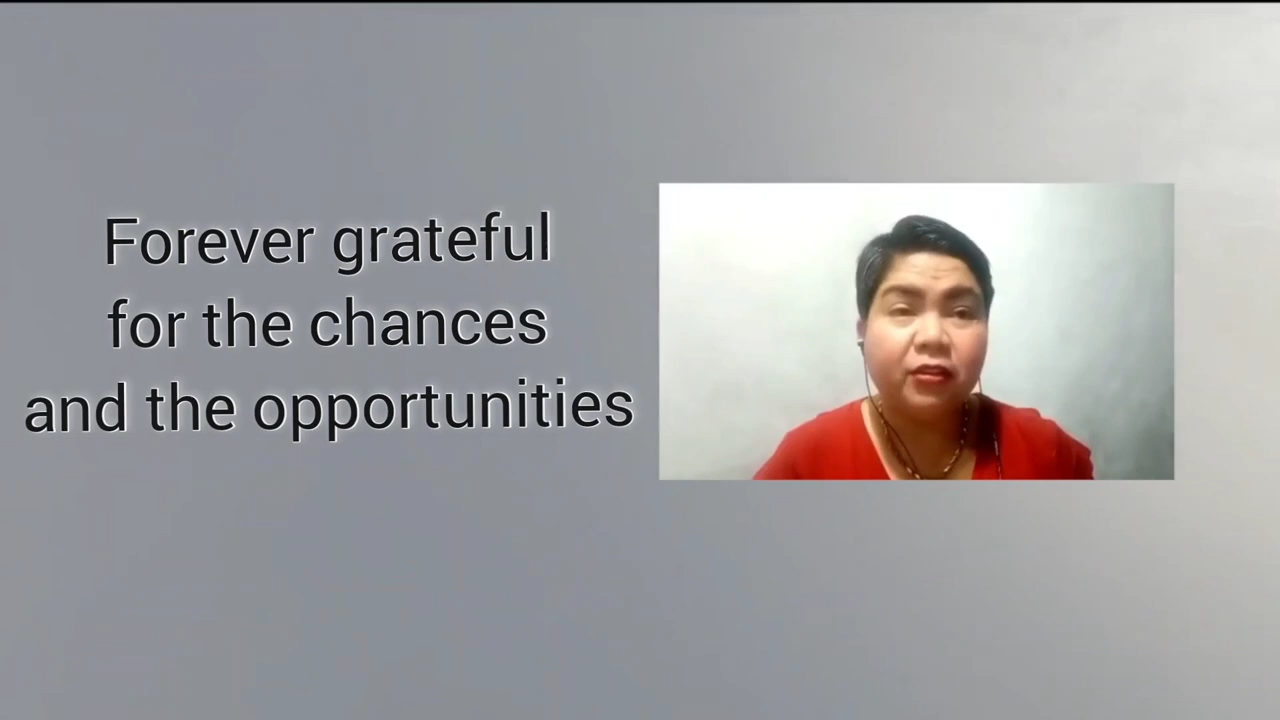 Forever grateful
for the chances
and the opportunities